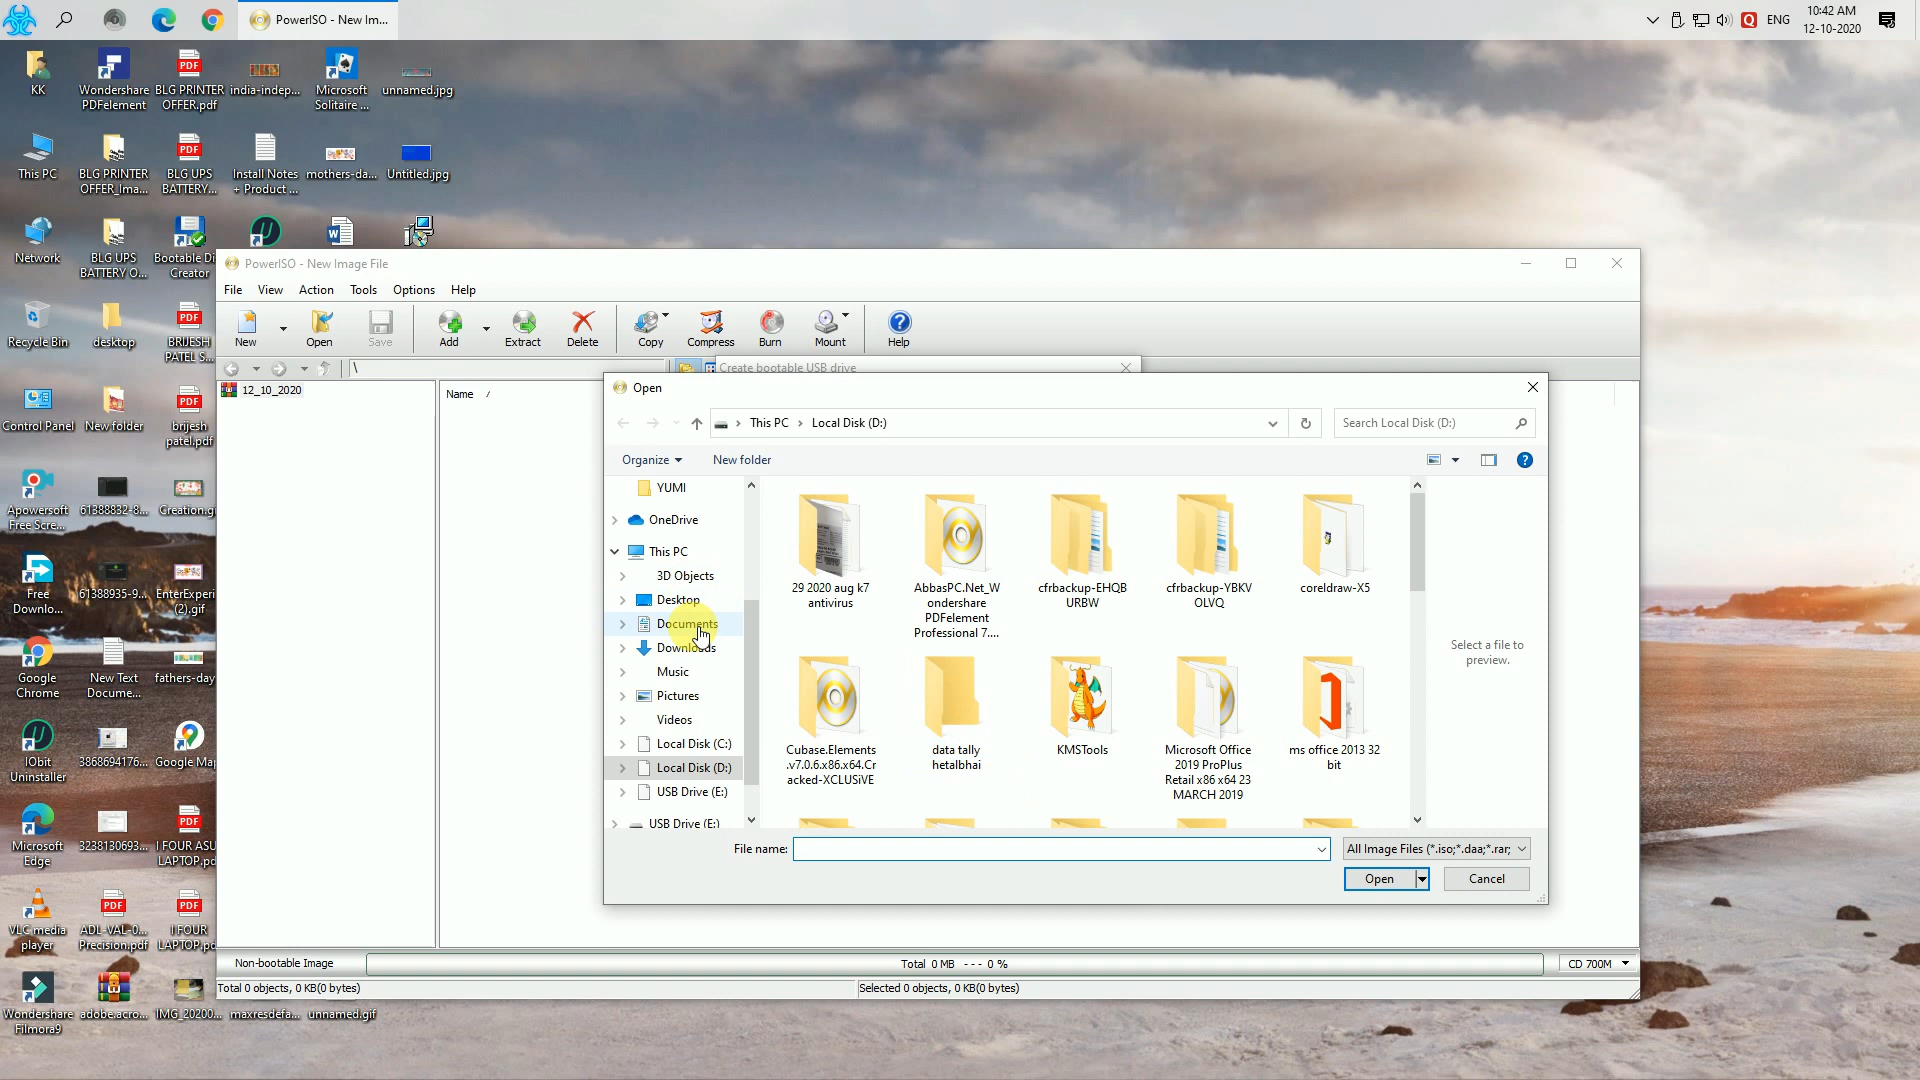 PowerISO - New Im...
ENG
10:42 AM
12-10-2020
KK
Wondershare
PDFelement
BLG PRINTER
OFFER.pdf
india-indep...
Microsoft
Solitaire ...
unnamed.jpg
This PC
BLG PRINTER
OFFER_Ima...
BLG UPS
BATTERY...
Install Notes
+ Product ...
mothers-da...
Untitled.jpg
Network
BLG UPS
BATTERY O...
Bootable Di
Creator
Recycle Bin
desktop
BRIJESH
PATEL S...
Control Panel
New folder
brijesh
patel.pdf
Apowersoft
Free Scre...
61388832-8...
Creation.gi
Free
Downlo...
61388935-9...
EnterExperi
(2).gif
Google
Chrome
New Text
Docume...
fathers-day
IObit
Uninstaller
3868694176...
Google Map
Microsoft
Edge
3238130693...
I FOUR ASU
LAPTOP.pd
VLC media
player
ADL-VAL-0...
Precision.pdf
I FOUR
LAPTOP.pd
Wondershare
Filmora9
adobe.acro...
IMG_20200...
maxresdefa...
unnamed.gif
PowerISO - New Image File
File View Action Tools Options Help
New Open Save Add Extract Delete Copy Compress Burn Mount Help
\
Create bootable USB drive
12_10_2020
Name /
Open
This PC › Local Disk (D:)
Search Local Disk (D:)
Organize New folder
YUMI
OneDrive
This PC
3D Objects
Desktop
Documents
Downloads
Music
Pictures
Videos
Local Disk (C:)
Local Disk (D:)
USB Drive (E:)
USB Drive (E:)
29 2020 aug k7
antivirus
AbbasPC.Net_W
ondershare
PDFelement
Professional 7....
cfrbackup-EHQB
URBW
cfrbackup-YBKV
OLVQ
coreldraw-X5
Cubase.Elements
.v7.0.6.x86.x64.Cr
acked-XCLUSiVE
data tally
hetalbhai
KMSTools
Microsoft Office
2019 ProPlus
Retail x86 x64 23
MARCH 2019
ms office 2013 32
bit
Select a file to
preview.
File name:
All Image Files (*.iso;*.daa;*.rar;
Open
Cancel
Non-bootable Image
Total 0 MB --- 0 %
CD 700M
Total 0 objects, 0 KB(0 bytes)
Selected 0 objects, 0 KB(0 bytes)